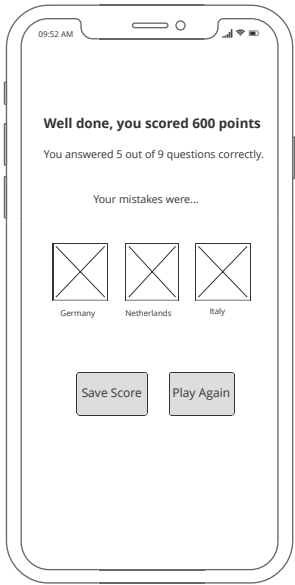 09:52 AM
Well done, you scored 600 points
You answered 5 out of 9 questions correctly.
Your mistakes were...
Germany Netherlands Italy
Save Score Play Again